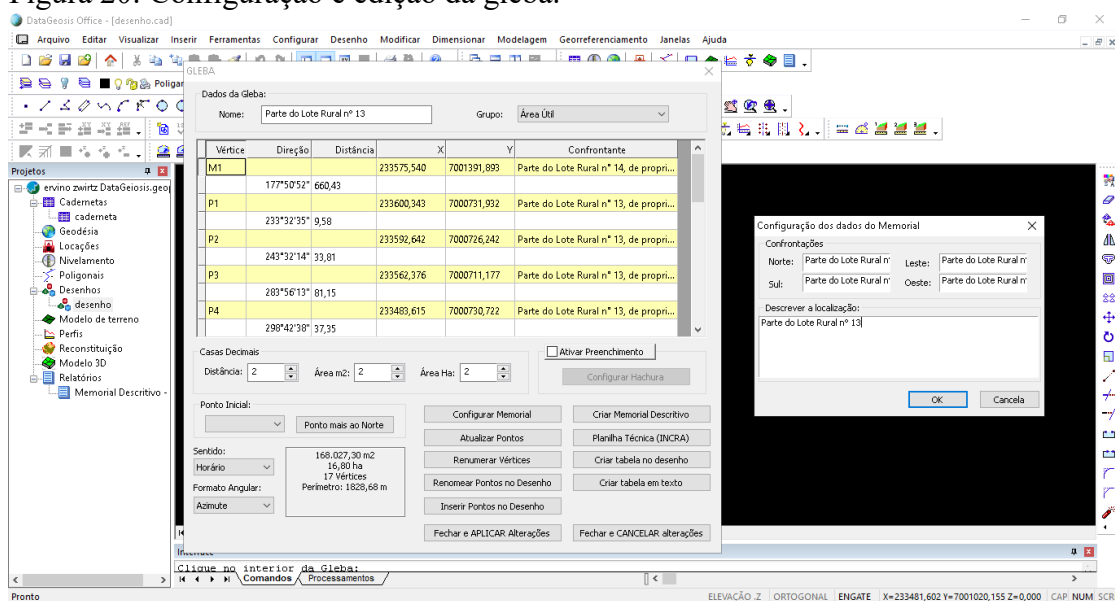 Figura 20. Configuração e edição da gleba.
DataGeosis Office - [desenho.cad]
Arquivo Editar Visualizar Inserir Ferramentas Configurar Desenho Modificar Dimensionar Modelagem Georreferenciamento Janelas Ajuda
GLEBA
Dados da Gleba:
Nome: Parte do Lote Rural nº 13 Grupo: Área Útil
Vértice Direção Distância X Y Confrontante
M1 233575,540 7001391,893 Parte do Lote Rural nº 14, de propri...
177°50'52" 660,43
P1 233600,343 7000731,932 Parte do Lote Rural nº 13, de propri...
233°32'35" 9,58
P2 233592,642 7000726,242 Parte do Lote Rural nº 13, de propri...
243°32'14" 33,81
P3 233562,376 7000711,177 Parte do Lote Rural nº 13, de propri...
283°56'13" 81,15
P4 233483,615 7000730,722 Parte do Lote Rural nº 13, de propri...
298°42'38" 37,35
Casas Decimais
Distância: 2 Área m2: 2 Área Ha: 2
Ativar Preenchimento
Configurar Hachura
Ponto Inicial:
Ponto mais ao Norte
Sentido:
Horário
Formato Angular:
Azimute
168.027,30 m2
16,80 ha
17 Vértices
Perímetro: 1828,68 m
Configurar Memorial Criar Memorial Descritivo
Atualizar Pontos Planilha Técnica (INCRA)
Renumerar Vértices Criar tabela no desenho
Renomear Pontos no Desenho Criar tabela em texto
Inserir Pontos no Desenho
Fechar e APLICAR Alterações Fechar e CANCELAR alterações
Projetos
ervino zwirtz DataGeiosis.geo
Cadernetas
caderneta
Geodésia
Locações
Nivelamento
Poligonais
Desenhos
desenho
Modelo de terreno
Perfis
Reconstituição
Modelo 3D
Relatórios
Memorial Descritivo -
Configuração dos dados do Memorial
Confrontações
Norte: Parte do Lote Rural nº Leste: Parte do Lote Rural nº
Sul: Parte do Lote Rural nº Oeste: Parte do Lote Rural nº
Descrever a localização:
Parte do Lote Rural nº 13
OK Cancela
Clique no interior da Gleba:
Comandos Processamentos
Pronto
ELEVAÇÃO .Z ORTOGONAL ENGATE X=233481,602 Y=7001020,155 Z=0,000 CAP NUM SCR